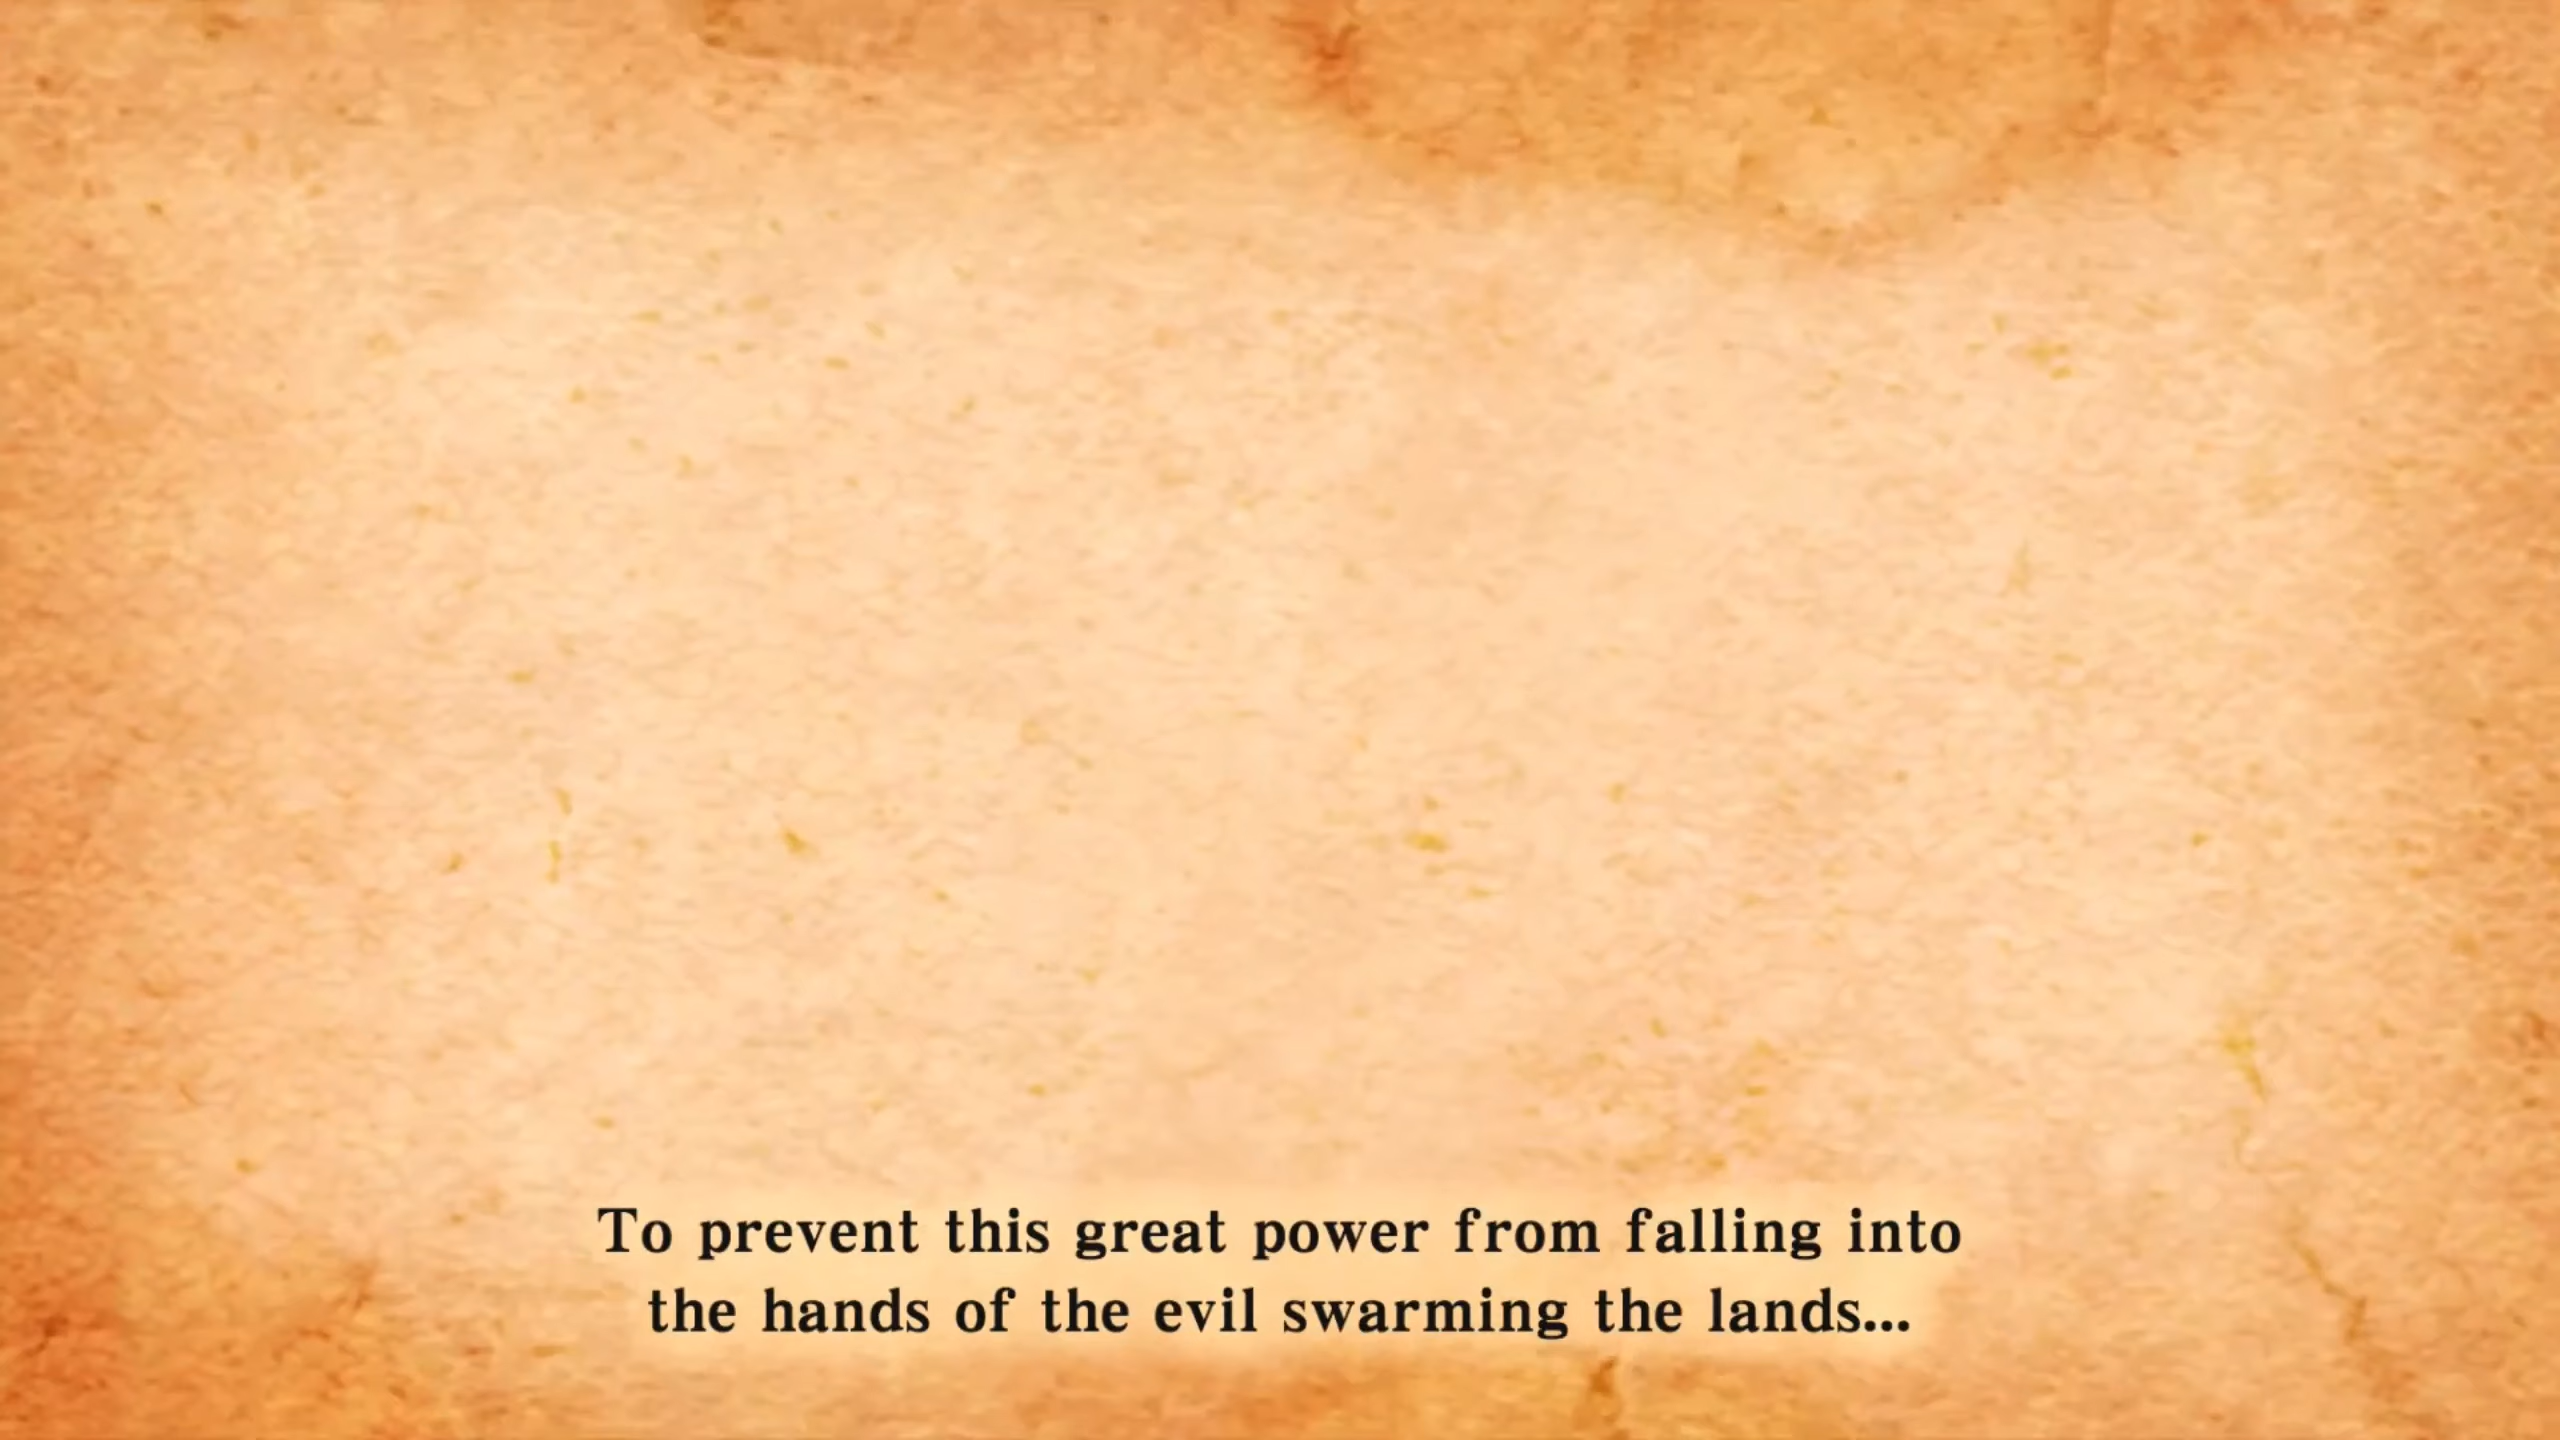 To prevent this great power from falling into
the hands of the evil swarming the lands...